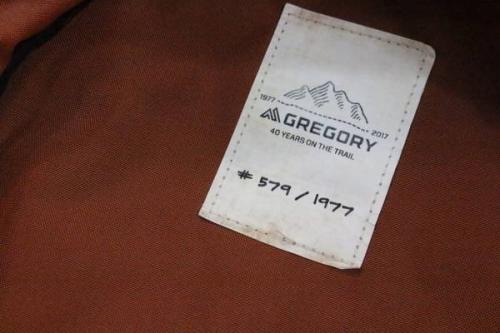 1977 2017
GREGORY
40 YEARS ON THE TRAIL
# 579 / 1977